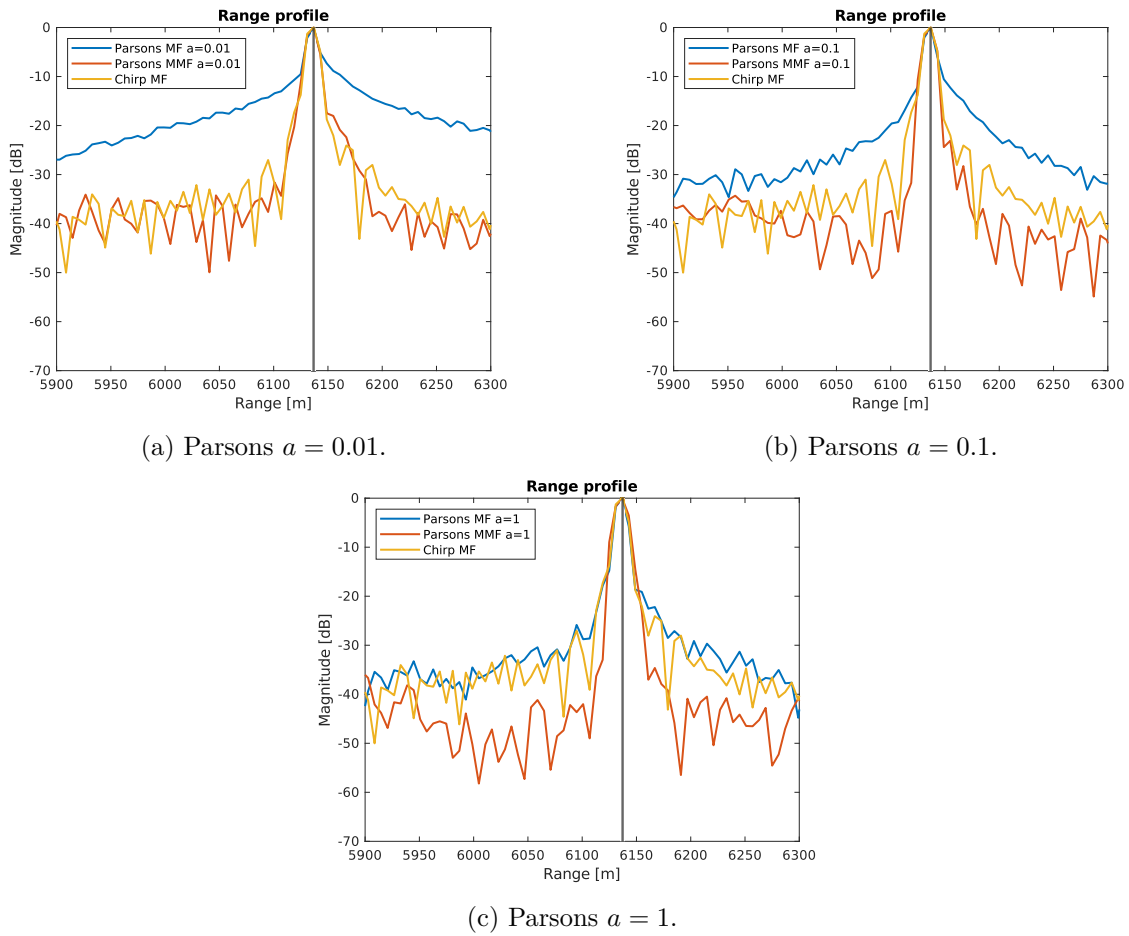 Range profile
Parsons MF a=0.01
Parsons MMF a=0.01
Chirp MF
0
-10
-20
-30
-40
-50
-60
-70
Magnitude [dB]
5900 5950 6000 6050 6100 6150 6200 6250 6300
Range [m]
(a) Parsons a = 0.01.
Range profile
Parsons MF a=0.1
Parsons MMF a=0.1
Chirp MF
0
-10
-20
-30
-40
-50
-60
-70
Magnitude [dB]
5900 5950 6000 6050 6100 6150 6200 6250 6300
Range [m]
(b) Parsons a = 0.1.
Range profile
Parsons MF a=1
Parsons MMF a=1
Chirp MF
0
-10
-20
-30
-40
-50
-60
-70
Magnitude [dB]
5900 5950 6000 6050 6100 6150 6200 6250 6300
Range [m]
(c) Parsons a = 1.